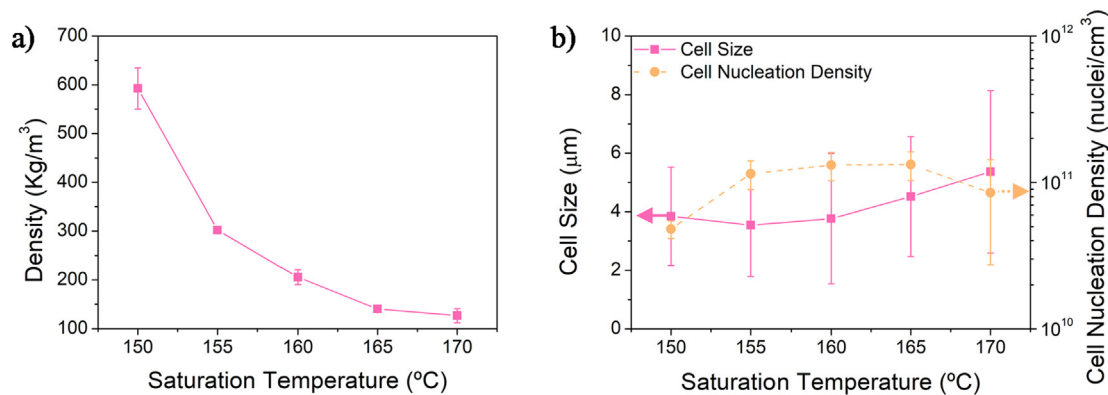 a)
700
600
500
400
300
200
100
Density (Kg/m³)
150 155 160 165 170
Saturation Temperature (ºC)
b)
Cell Size
Cell Nucleation Density
10
8
6
4
2
0
Cell Size (μm)
10¹²
10¹¹
10¹⁰
Cell Nucleation Density (nuclei/cm³)
150 155 160 165 170
Saturation Temperature (ºC)